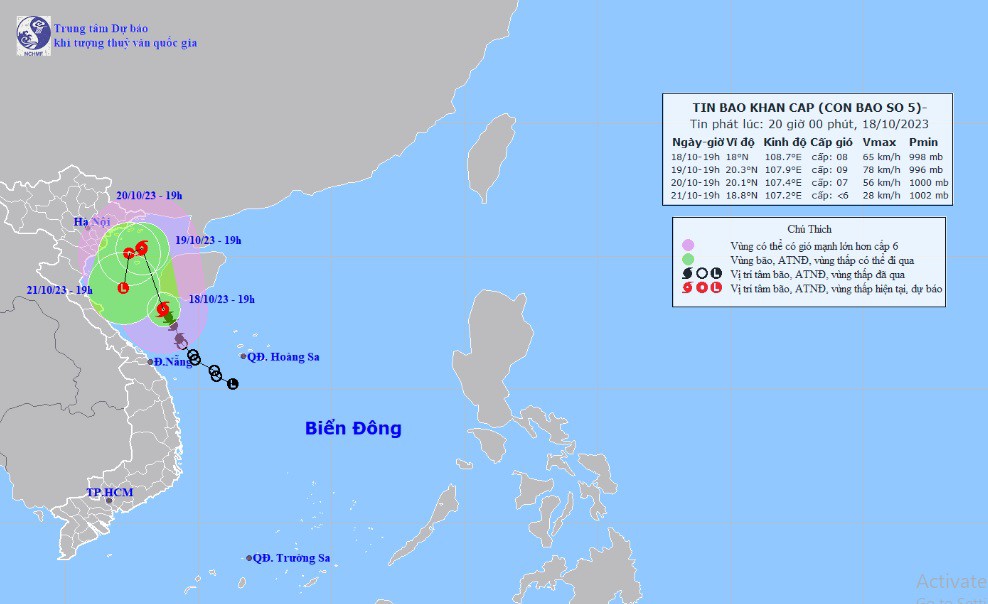 Trung tâm Dự báo
khí tượng thuỷ văn quốc gia
NCHMF
TIN BAO KHAN CAP (CON BAO SO 5)-
Tin phát lúc: 20 giờ 00 phút, 18/10/2023
Ngày-giờ Vĩ độ Kinh độ Cấp gió Vmax Pmin
18/10-19h 18°N 108.7°E cấp: 08 65 km/h 998 mb
19/10-19h 20.3°N 107.9°E cấp: 09 78 km/h 996 mb
20/10-19h 20.1°N 107.4°E cấp: 07 56 km/h 1000 mb
21/10-19h 18.8°N 107.2°E cấp: <6 28 km/h 1002 mb
Chú Thích
Vùng có thể có gió mạnh lớn hơn cấp 6
Vùng bão, ATNĐ, vùng thấp có thể đi qua
L Vị trí tâm bão, ATNĐ, vùng thấp đã qua
L Vị trí tâm bão, ATNĐ, vùng thấp hiện tại, dự báo
20/10/23 - 19h
Hà Nội
19/10/23 - 19h
21/10/23 - 19h
L
18/10/23 - 19h
Đ.Nẵng
QĐ. Hoàng Sa
L
Biển Đông
TP.HCM
QĐ. Trường Sa
Activate
Go to Setti